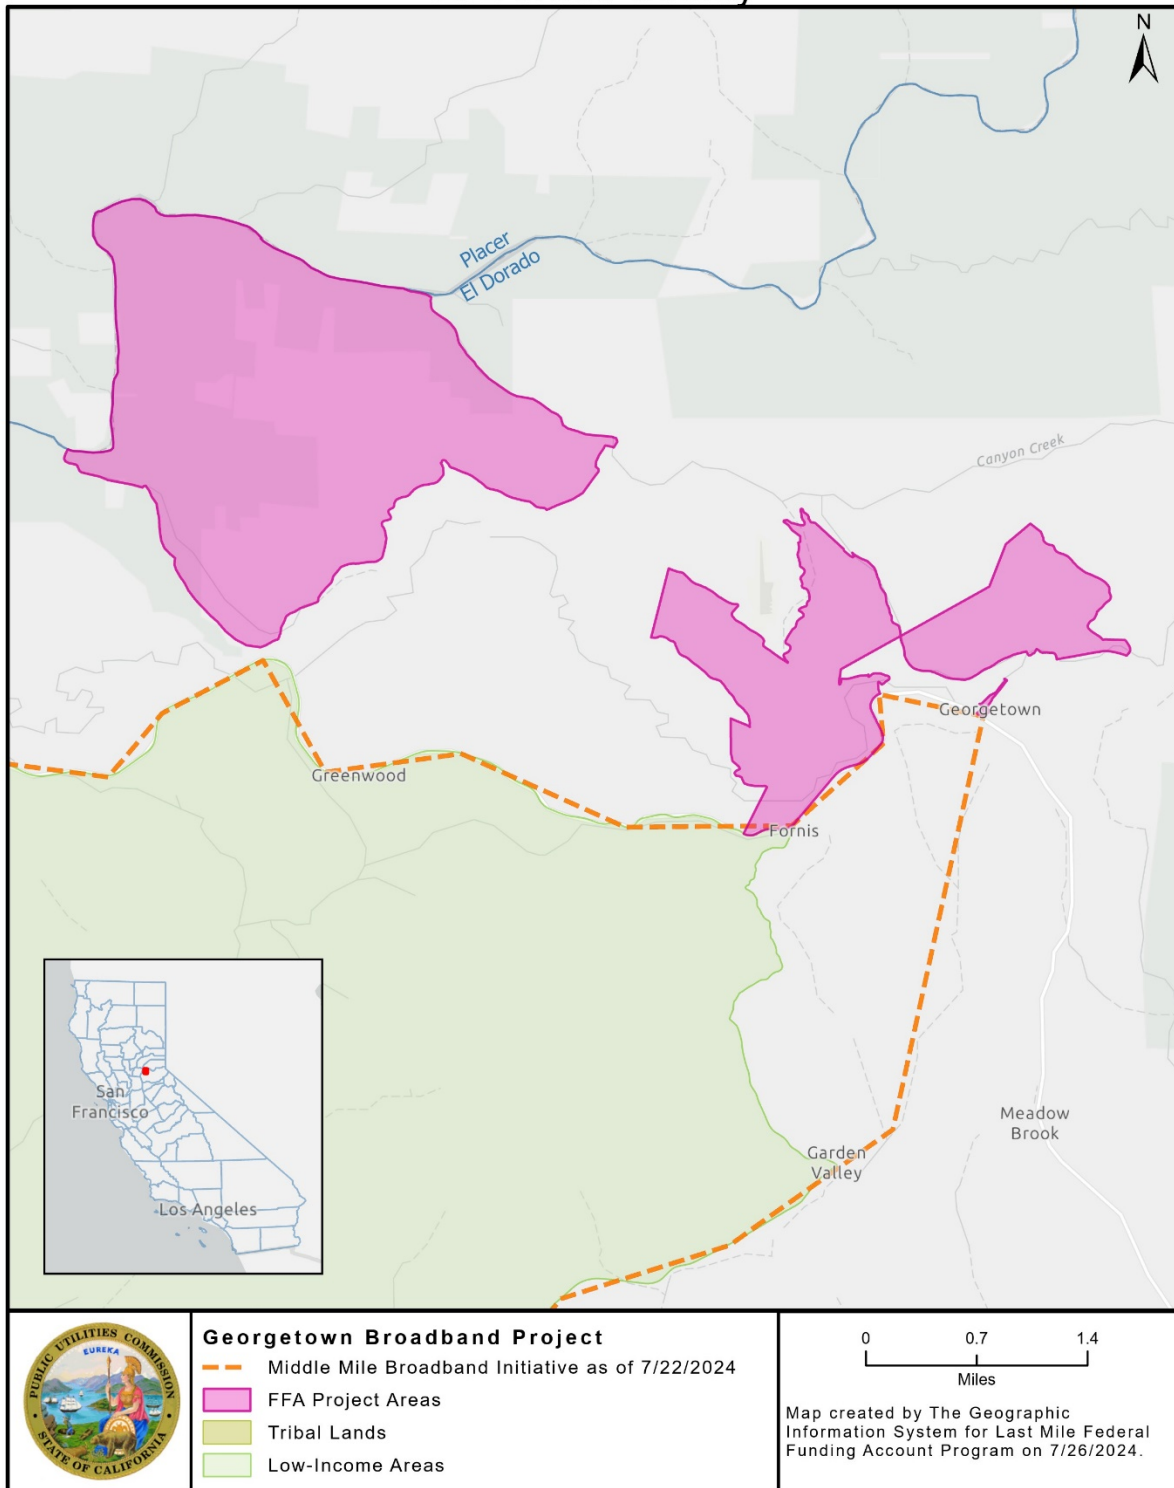 N
Placer
El Dorado
Canyon Creek
Georgetown
Greenwood
Fornis
San
Francisco
Los Angeles
Meadow
Brook
Garden
Valley
PUBLIC UTILITIES COMMISSION
EUREKA
STATE OF CALIFORNIA
Georgetown Broadband Project
Middle Mile Broadband Initiative as of 7/22/2024
FFA Project Areas
Tribal Lands
Low-Income Areas
0 0.7 1.4
Miles
Map created by The Geographic
Information System for Last Mile Federal
Funding Account Program on 7/26/2024.